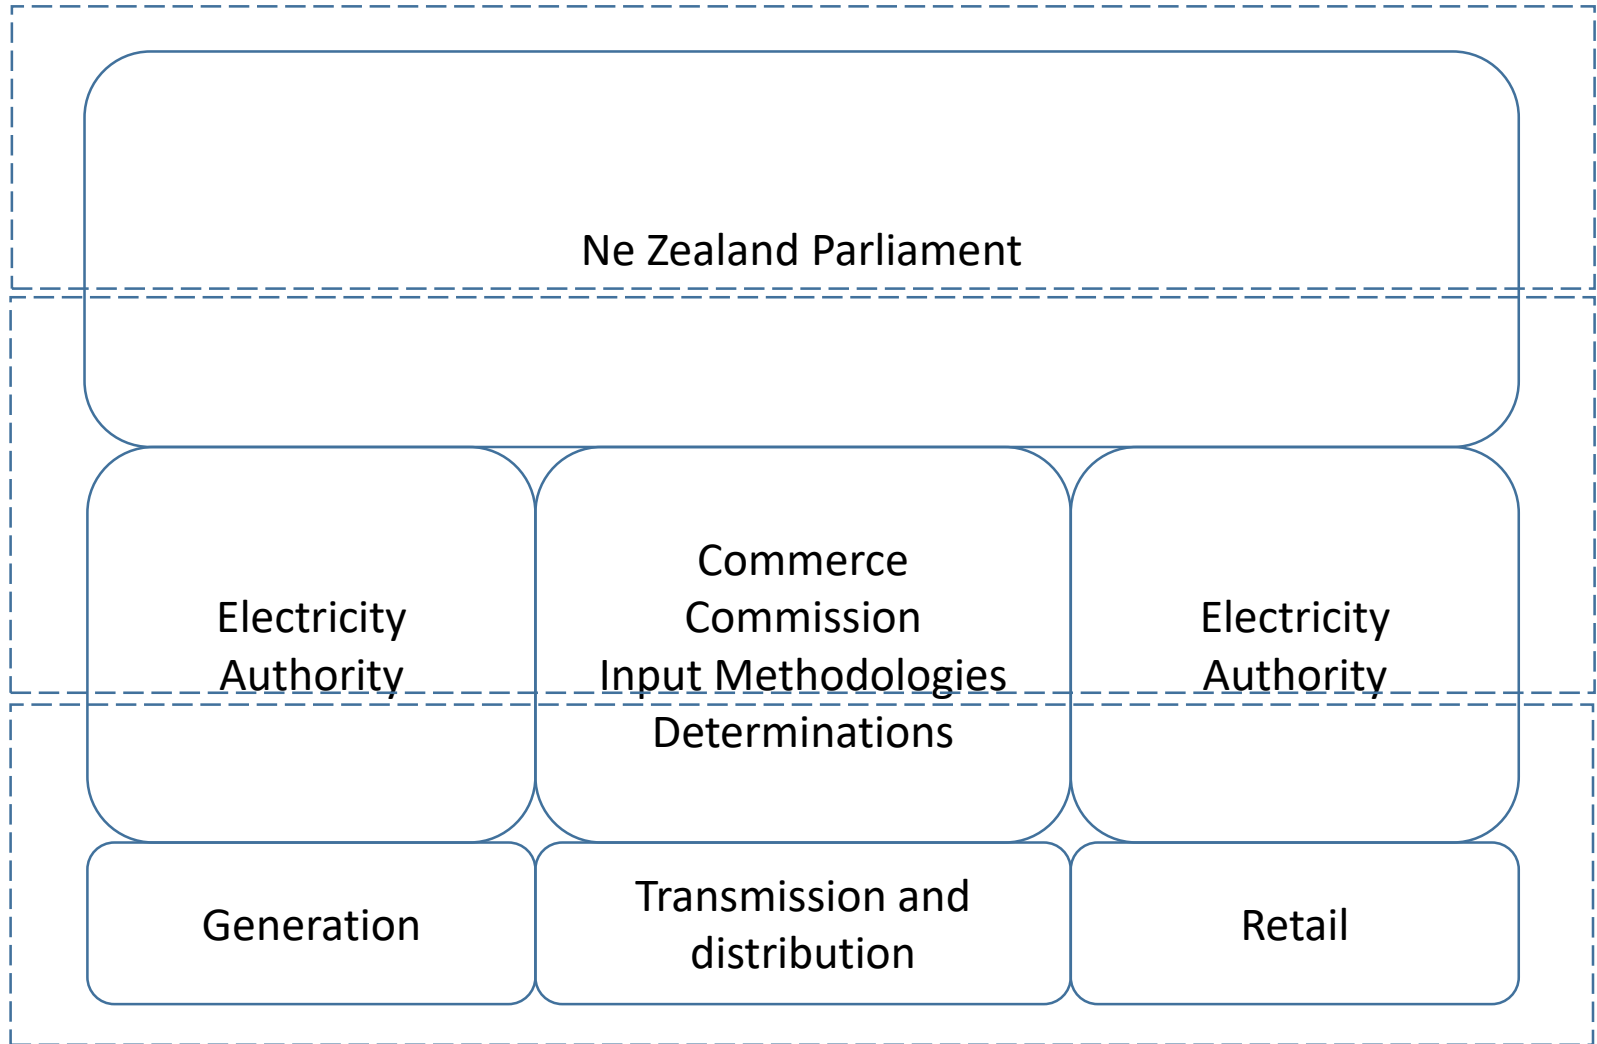 Ne Zealand Parliament
Electricity
Authority
Commerce
Commission
Input Methodologies
Determinations
Electricity
Authority
Generation
Transmission and
distribution
Retail